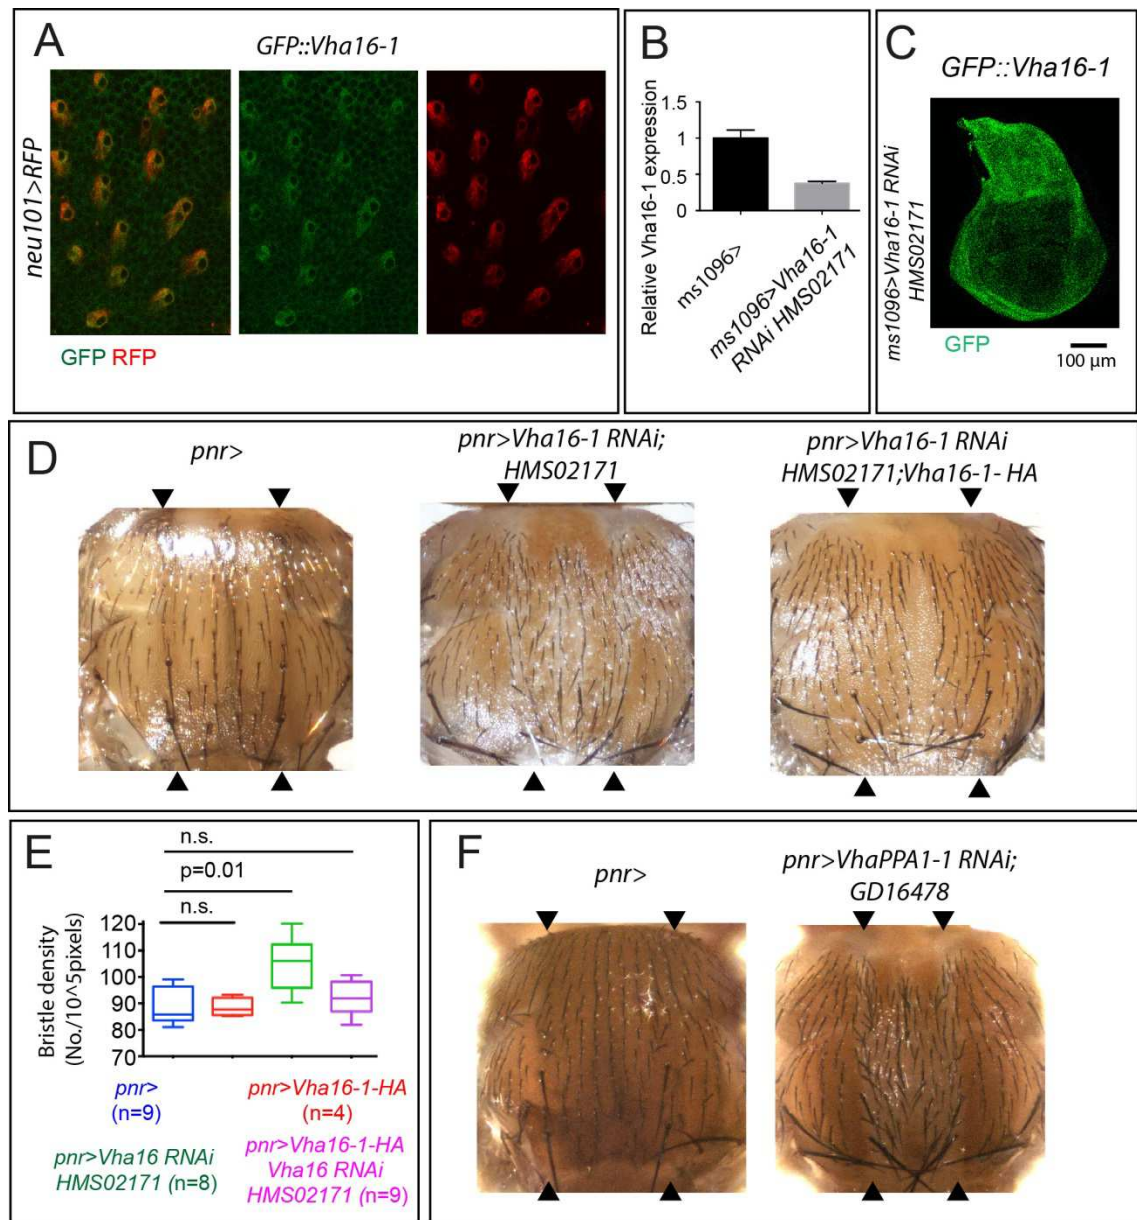 A
GFP::Vha16-1
neu101>RFP
GFP RFP
B
Relative Vha16-1 expression
1.5
1
0.5
0
ms1096>
ms1096>Vha16-1
RNAi HMS02171
C
GFP::Vha16-1
ms1096>Vha16-1 RNAi
HMS02171
GFP
100 μm
D
pnr>
pnr>Vha16-1 RNAi;
HMS02171
pnr>Vha16-1 RNAi
HMS02171;Vha16-1-HA
E
n.s.
p=0.01
n.s.
Bristle density
(No./10^5pixels)
120
110
100
90
80
70
pnr>
(n=9)
pnr>Vha16-1-HA
(n=4)
pnr>Vha16 RNAi
HMS02171 (n=8)
pnr>Vha16-1-HA
Vha16 RNAi
HMS02171 (n=9)
F
pnr>
pnr>VhaPPA1-1 RNAi;
GD16478